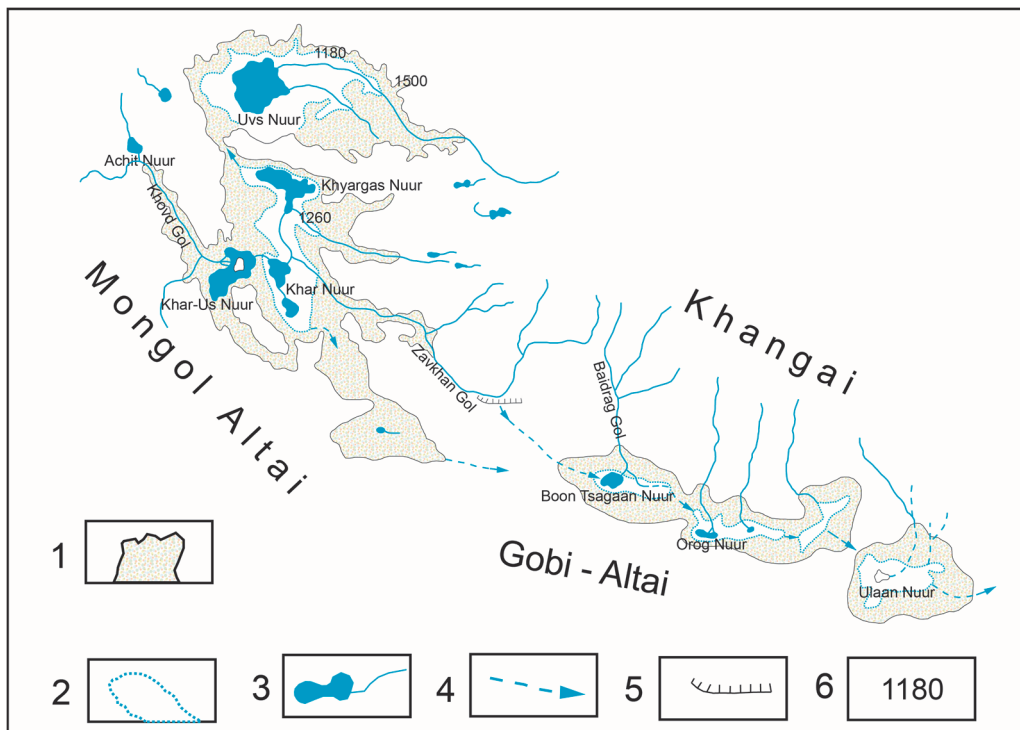 1180
1500
Uvs Nuur
Achit Nuur
Khyargas Nuur
Khovd Gol
1260
Khar Nuur
Khar-Us Nuur
Mongol Altai
Khangai
Zavkhan Gol
Baidrag Gol
Boon Tsagaan Nuur
Orog Nuur
Gobi - Altai
Ulaan Nuur
1
2
3
4
5
6
1180